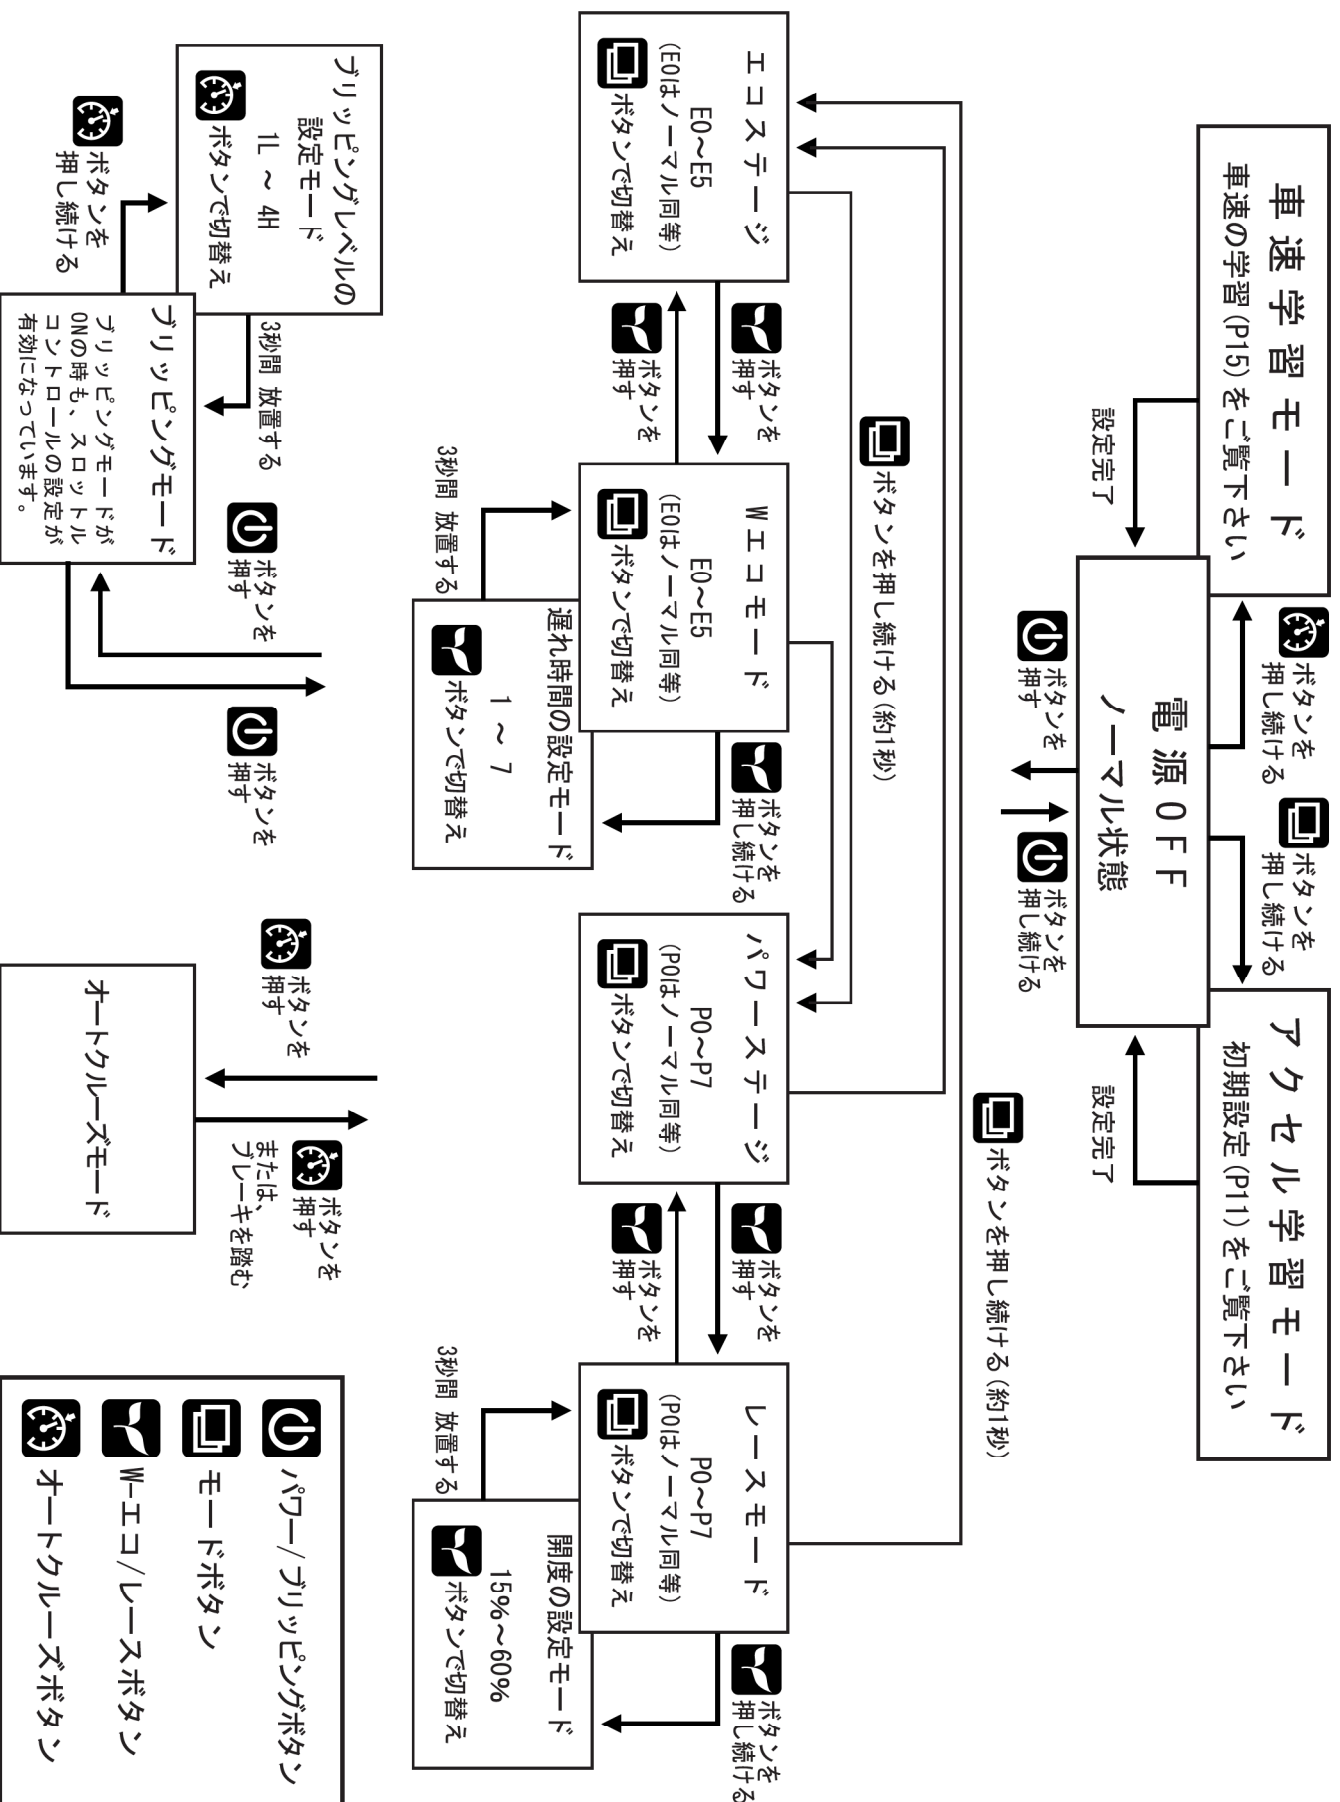 車速学習モード
車速の学習(P15)をご覧下さい
ボタンを
押し続ける
ボタンを
押し続ける
アクセル学習モード
初期設定(P11)をご覧下さい
設定完了
電源OFF
ノーマル状態
設定完了
ボタンを
押す
ボタンを
押し続ける
ボタンを押し続ける(約1秒)
ボタンを押し続ける(約1秒)
エコステージ
E0～E5
(E0はノーマル同等)
ボタンで切替え
ボタンを
押す
ボタンを
押す
Wエコモード
E0～E5
(E0はノーマル同等)
ボタンで切替え
ボタンを
押し続ける
パワーステージ
P0～P7
(P0はノーマル同等)
ボタンで切替え
ボタンを
押す
ボタンを
押す
レースモード
P0～P7
(P0はノーマル同等)
ボタンで切替え
ボタンを
押し続ける
3秒間 放置する
遅れ時間の設定モード
1 ～ 7
ボタンで切替え
3秒間 放置する
開度の設定モード
15%～60%
ボタンで切替え
ブリッピングレベルの
設定モード
1L ～ 4H
ボタンで切替え
3秒間 放置する
ボタンを
押し続ける
ブリッピングモード
ブリッピングモードが
ONの時も、スロットル
コントロールの設定が
有効になっています。
ボタンを
押す
ボタンを
押す
ボタンを
押す
オートクルーズモード
ボタンを
押す
または、
ブレーキを踏む
パワー/ブリッピングボタン
モードボタン
W-エコ/レースボタン
オートクルーズボタン